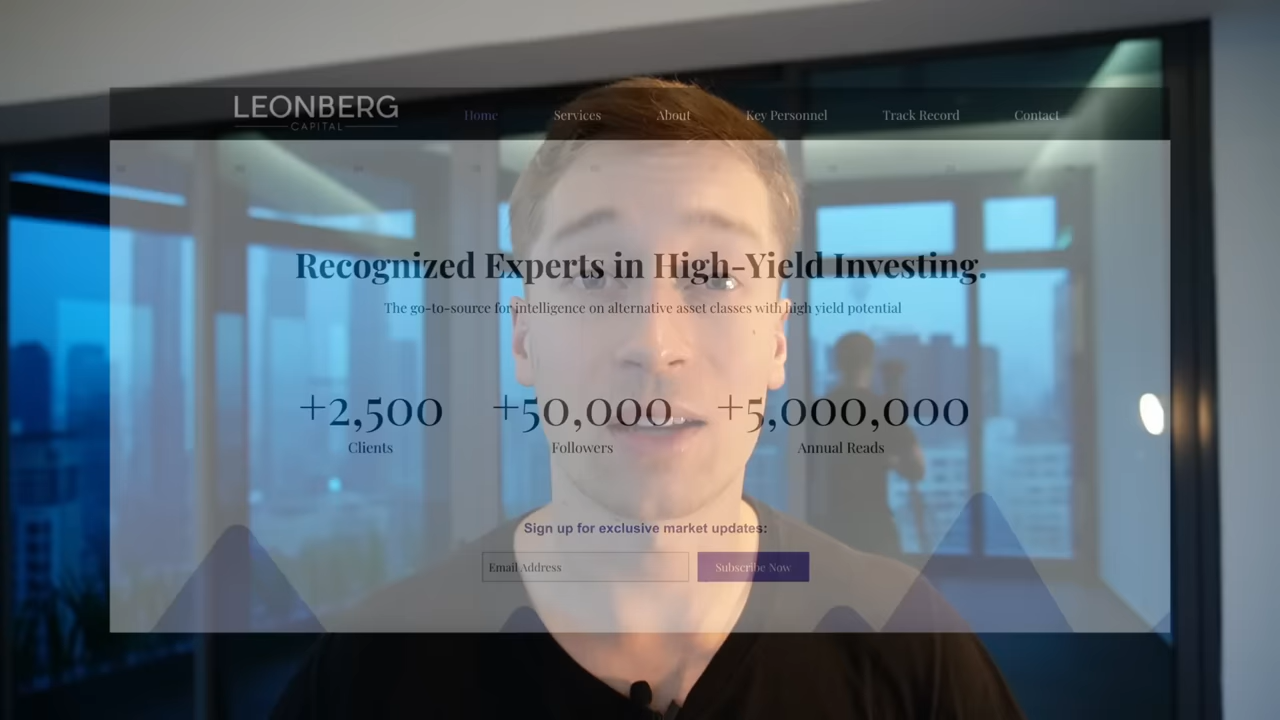 LEONBERG
CAPITAL
Home Services About Key Personnel Track Record Contact
Recognized Experts in High-Yield Investing.
The go-to-source for intelligence on alternative asset classes with high yield potential
+2,500 +50,000 +5,000,000
Clients Followers Annual Reads
Sign up for exclusive market updates:
Email Address Subscribe Now